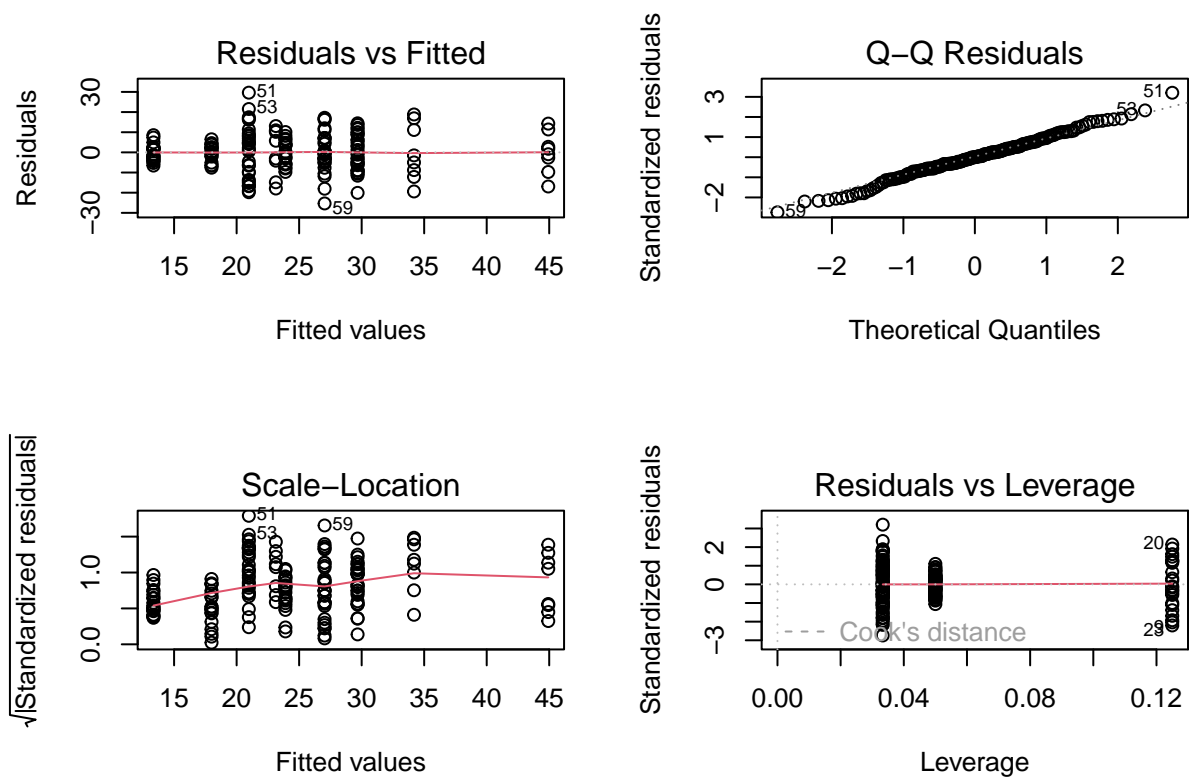 Residuals vs Fitted
Residuals
30
0
−30
51
53
59
15 20 25 30 35 40 45
Fitted values
Q−Q Residuals
Standardized residuals
3
1
−2
51
53
59
−2 −1 0 1 2
Theoretical Quantiles
Scale−Location
√|Standardized residuals|
1.0
0.0
51
53
59
15 20 25 30 35 40 45
Fitted values
Residuals vs Leverage
Standardized residuals
2
0
−3
20
23
Cook's distance
0.00 0.04 0.08 0.12
Leverage